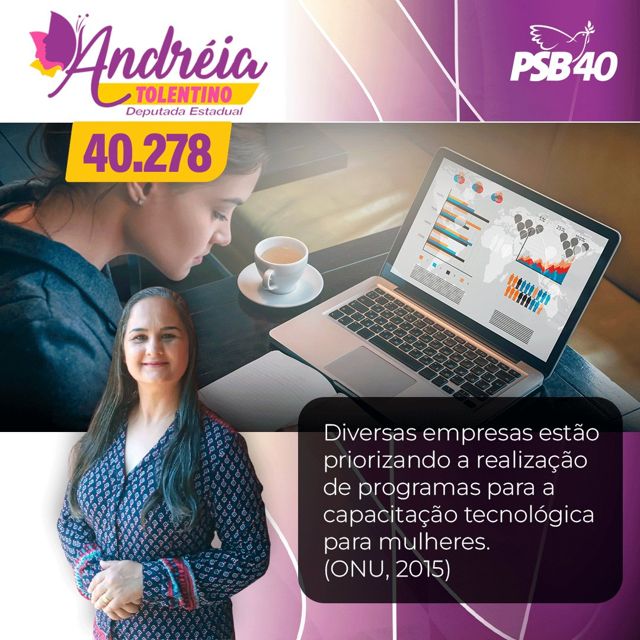 Andréia
TOLENTINO
Deputada Estadual
PSB40
40.278
Diversas empresas estão
priorizando a realização
de programas para a
capacitação tecnológica
para mulheres.
(ONU, 2015)